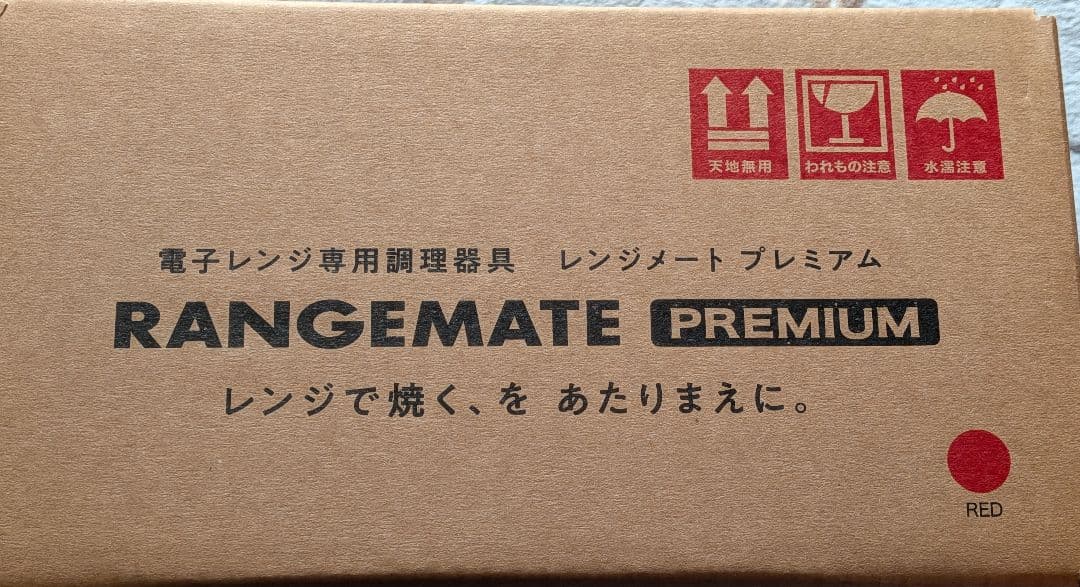 天地無用 われもの注意 水濡注意
電子レンジ専用調理器具 レンジメート プレミアム
RANGEMATE PREMIUM
レンジで焼く、を あたりまえに。
RED